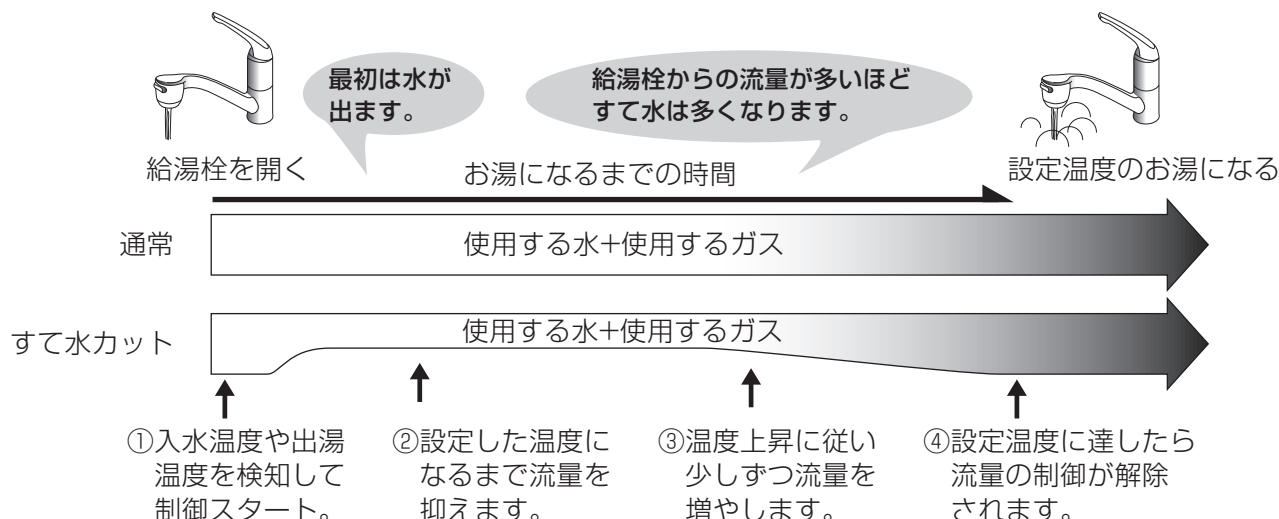 最初は水が
出ます。
給湯栓からの流量が多いほど
すて水は多くなります。
給湯栓を開く
お湯になるまでの時間
設定温度のお湯になる
通常
使用する水+使用するガス
すて水カット
使用する水+使用するガス
①入水温度や出湯
温度を検知して
制御スタート。
②設定した温度に
なるまで流量を
抑えます。
③温度上昇に従い
少しずつ流量を
増やします。
④設定温度に達したら
流量の制御が解除
されます。